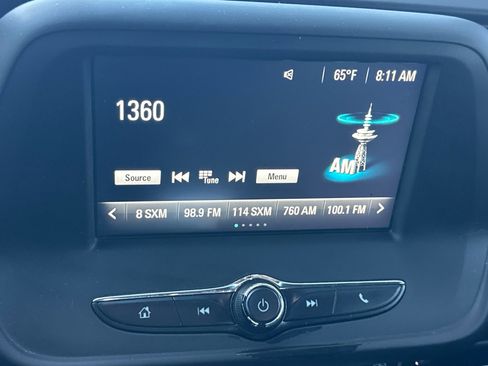 65°F 8:11 AM
1360
AM
Source Tune Menu
8 SXM 98.9 FM 114 SXM 760 AM 100.1 FM